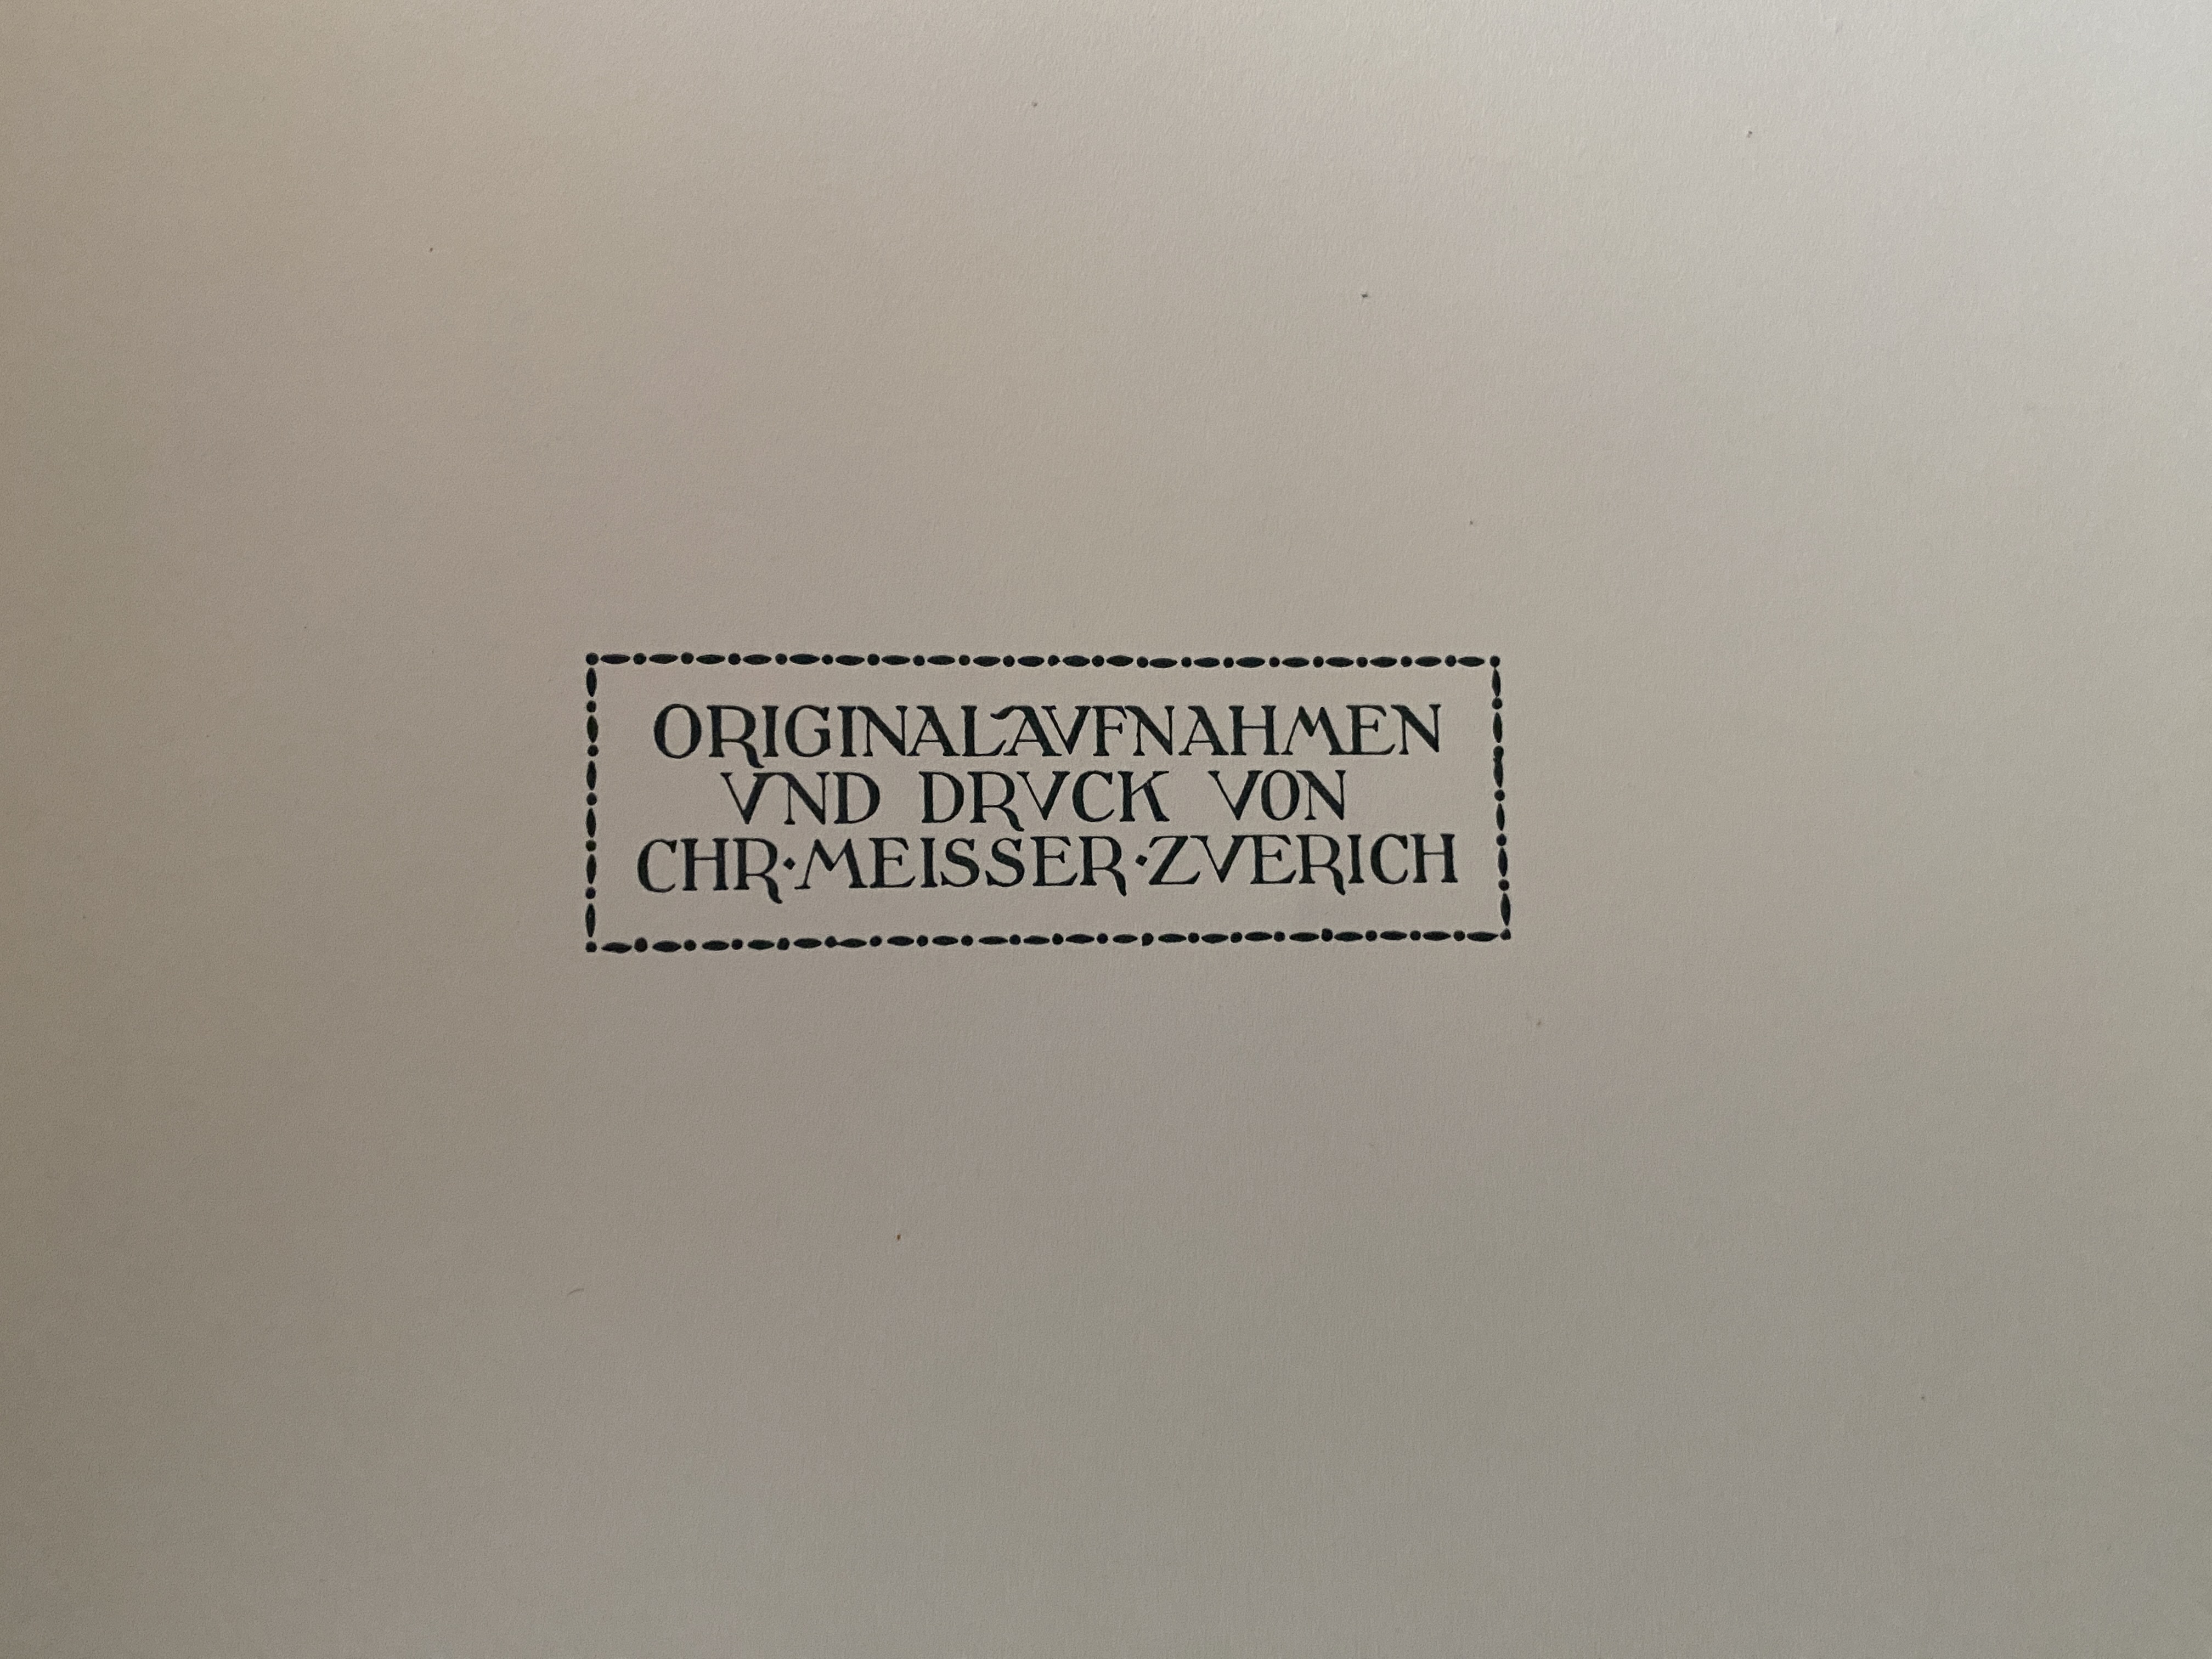 ORIGINALAVFNAHMEN
VND DRVCK VON
CHR·MEISSER·ZVERICH